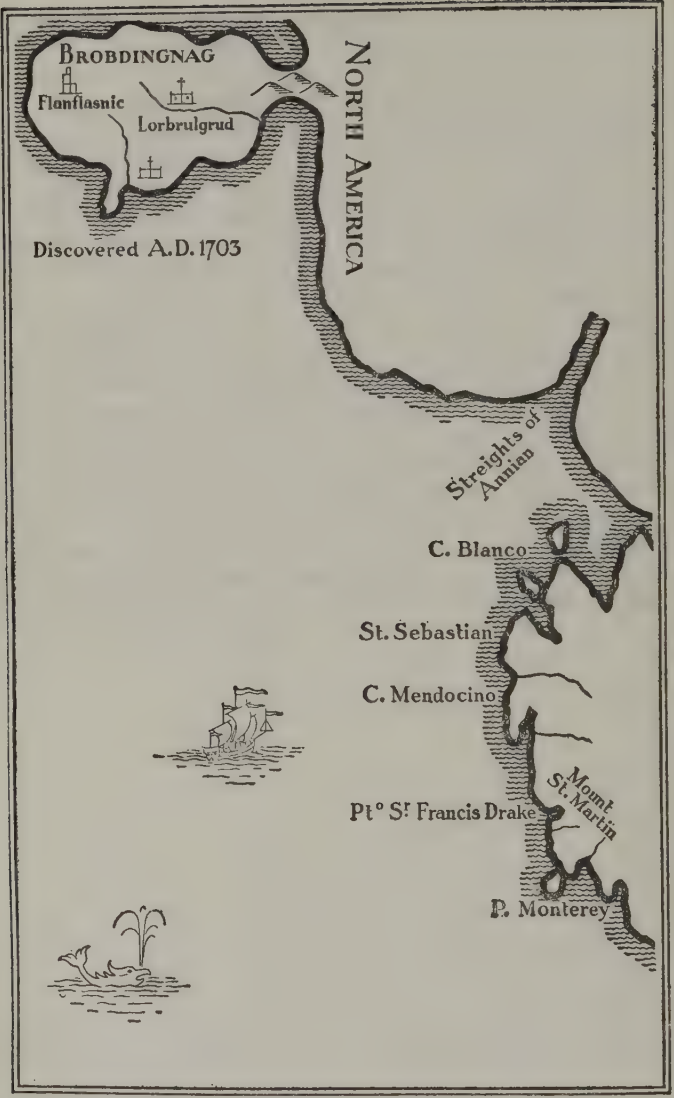 BROBDINGNAG
Flanflasnic
Lorbrulgrud
Discovered A.D. 1703
NORTH AMERICA
Streights of
Annian
C. Blanco
St. Sebastian
C. Mendocino
Pto Sr Francis Drake
Mount
St. Martin
P. Monterey